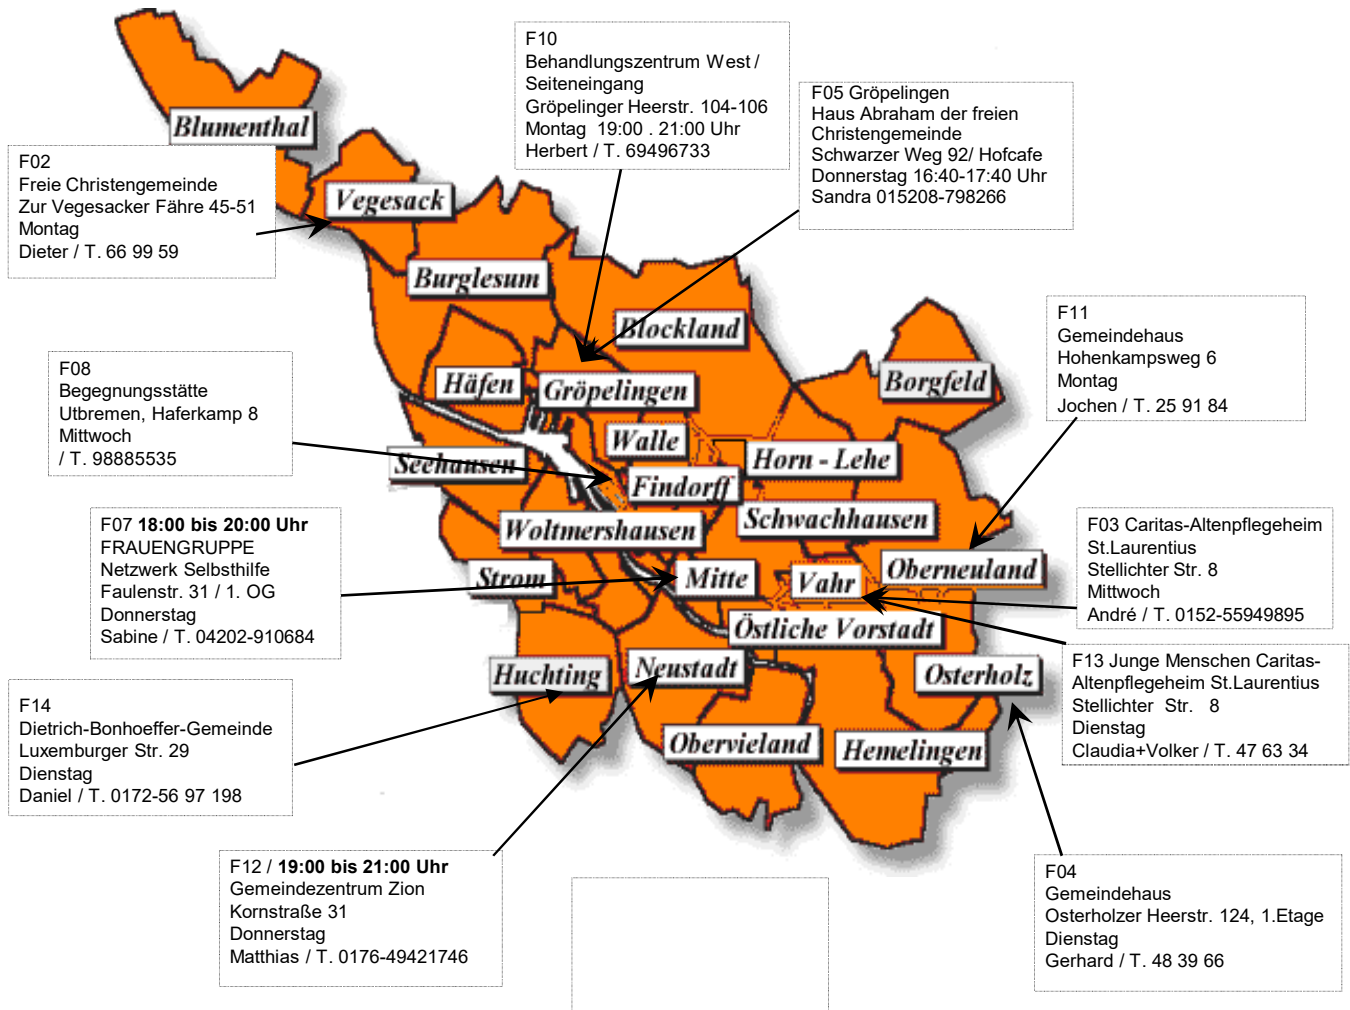 F10
Behandlungszentrum West /
Seiteneingang
Gröpelinger Heerstr. 104-106
Montag  19:00 . 21:00 Uhr
Herbert / T. 69496733
F05 Gröpelingen
Haus Abraham der freien
Christengemeinde
Schwarzer Weg 92/ Hofcafe
Donnerstag 16:40-17:40 Uhr
Sandra 015208-798266
Blumenthal
F02
Freie Christengemeinde
Zur Vegesacker Fähre 45-51
Montag
Dieter / T. 66 99 59
Vegesack
Burglesum
Blockland
F11
Gemeindehaus
Hohenkampsweg 6
Montag
Jochen / T. 25 91 84
F08
Begegnungsstätte
Utbremen, Haferkamp 8
Mittwoch
/ T. 98885535
Häfen
Gröpelingen
Borgfeld
Walle
Seehausen
Findorff
Horn - Lehe
F07 18:00 bis 20:00 Uhr
FRAUENGRUPPE
Netzwerk Selbsthilfe
Faulenstr. 31 / 1. OG
Donnerstag
Sabine / T. 04202-910684
Woltmershausen
Schwachhausen
F03 Caritas-Altenpflegeheim
St.Laurentius
Stellichter Str. 8
Mittwoch
André / T. 0152-55949895
Strom
Mitte
Vahr
Oberneuland
Östliche Vorstadt
F13 Junge Menschen Caritas-
Altenpflegeheim St.Laurentius
Stellichter  Str.   8
Dienstag
Claudia+Volker / T. 47 63 34
Huchting
Neustadt
Osterholz
F14
Dietrich-Bonhoeffer-Gemeinde
Luxemburger Str. 29
Dienstag
Daniel / T. 0172-56 97 198
Obervieland
Hemelingen
F12 / 19:00 bis 21:00 Uhr
Gemeindezentrum Zion
Kornstraße 31
Donnerstag
Matthias / T. 0176-49421746
F04
Gemeindehaus
Osterholzer Heerstr. 124, 1.Etage
Dienstag
Gerhard / T. 48 39 66